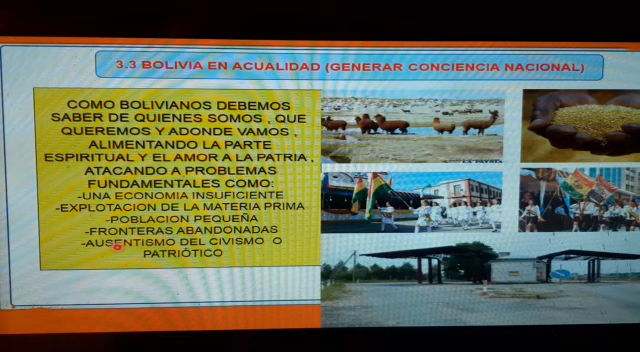 3.3 BOLIVIA EN ACUALIDAD (GENERAR CONCIENCIA NACIONAL)
COMO BOLIVIANOS DEBEMOS
SABER DE QUIENES SOMOS , QUE
QUEREMOS Y ADONDE VAMOS ,
ALIMENTANDO LA PARTE
ESPIRITUAL Y EL AMOR A LA PATRIA ,
ATACANDO A PROBLEMAS
FUNDAMENTALES COMO:
-UNA ECONOMIA INSUFICIENTE
-EXPLOTACION DE LA MATERIA PRIMA
-POBLACION PEQUEÑA
-FRONTERAS ABANDONADAS
-AUSENTISMO DEL CIVISMO O
PATRIÓTICO
LA PATRIA